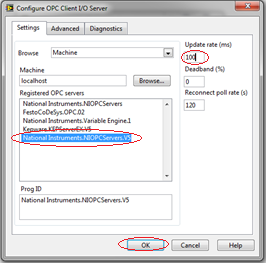 Configure OPC Client I/O Server
Settings
Advanced
Diagnostics
Browse
Machine
Update rate (ms)
100
Machine
localhost
Browse...
Deadband (%)
0
Registered OPC servers
Reconnect poll rate (s)
National Instruments.NIOPCServers
120
FestoCoDeSys.OPC.02
National Instruments.Variable Engine.1
Kepware.KEPServerEX.V5
National Instruments.NIOPCServers.V5
Prog ID
National Instruments.NIOPCServers.V5
OK
Cancel
Help